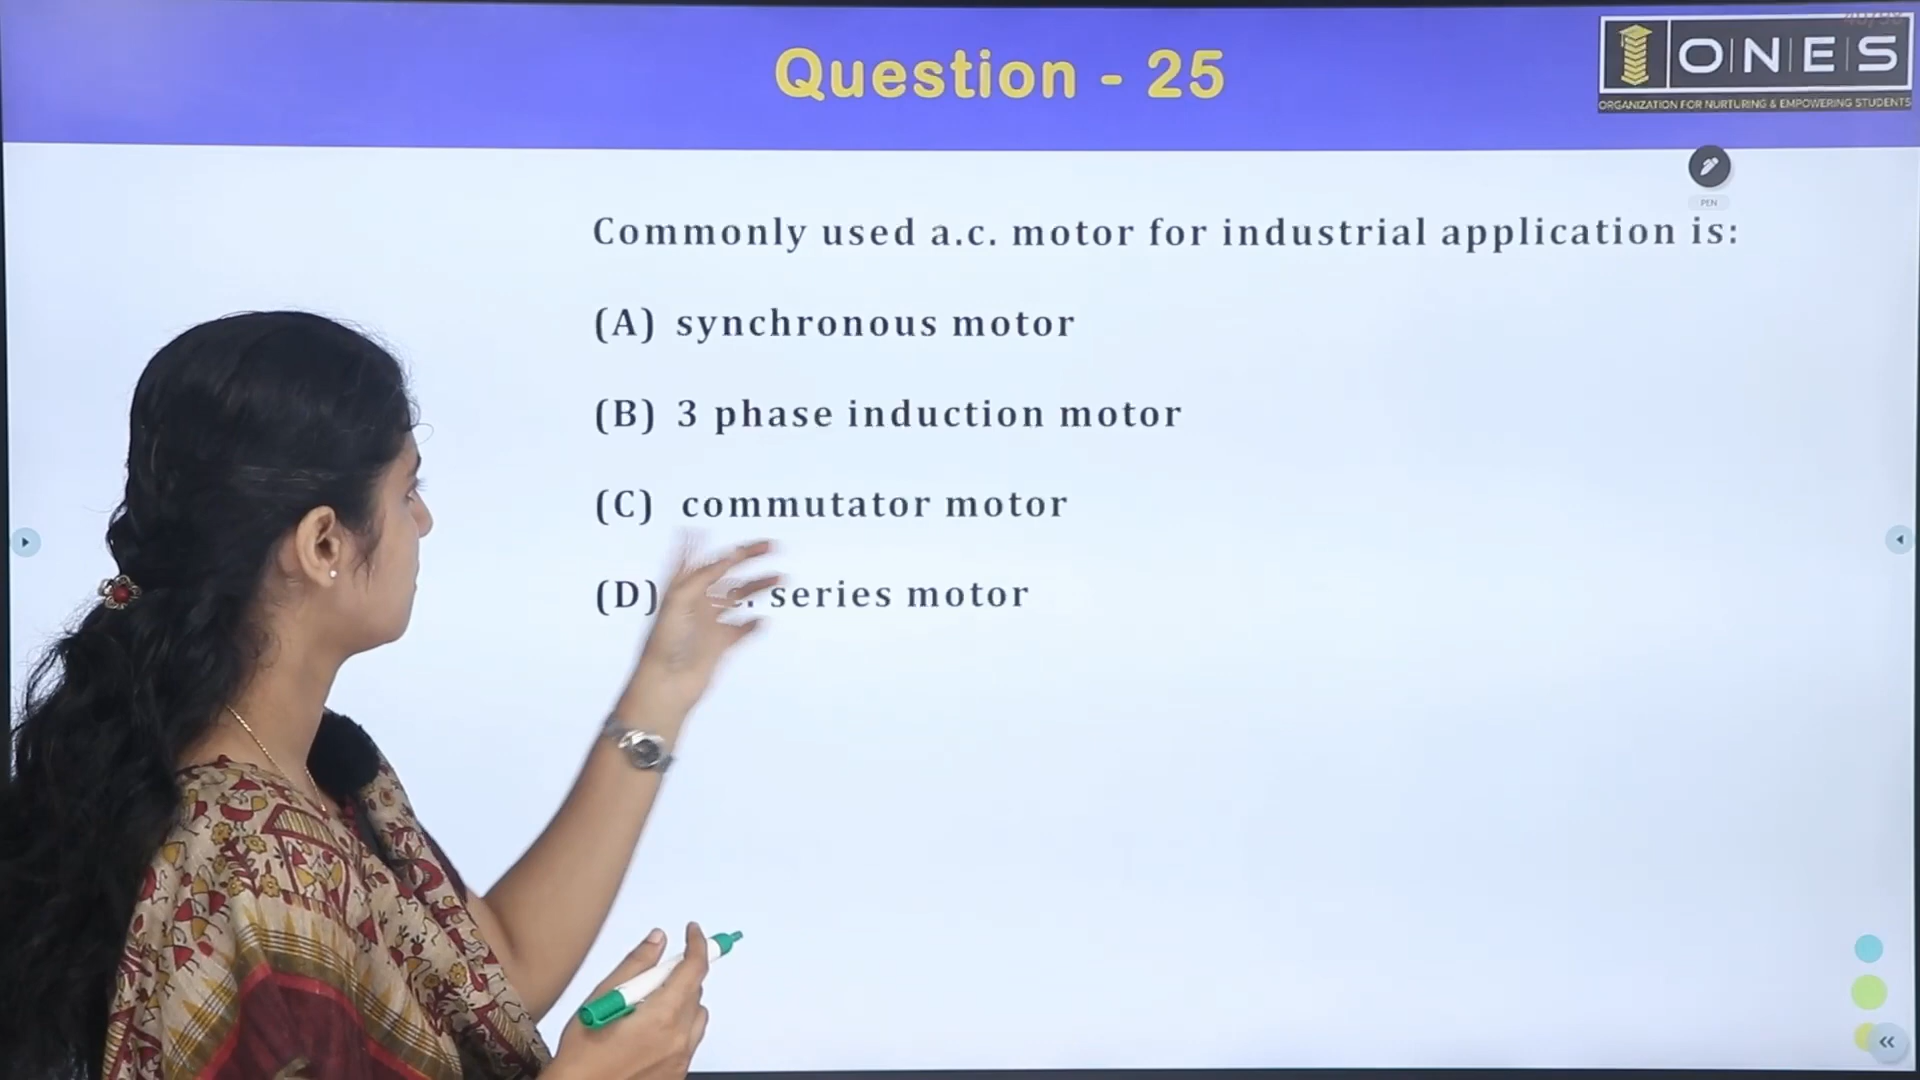 Question - 25
ONES
ORGANIZATION FOR NURTURING & EMPOWERING STUDENTS
PEN
Commonly used a.c. motor for industrial application is:
(A) synchronous motor
(B) 3 phase induction motor
(C) commutator motor
(D) series motor